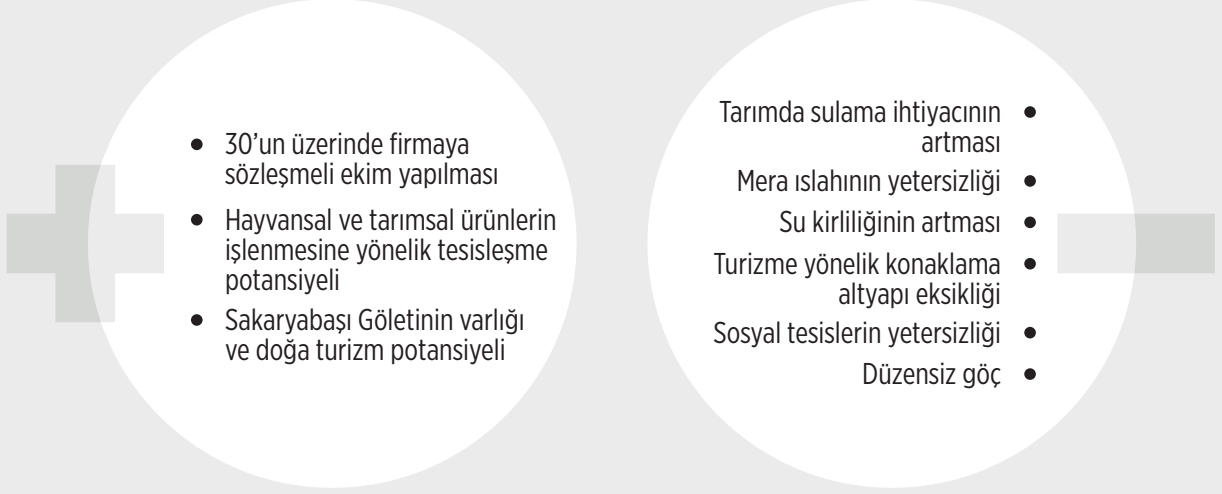 • 30’un üzerinde firmaya
sözleşmeli ekim yapılması
• Hayvansal ve tarımsal ürünlerin
işlenmesine yönelik tesisleşme
potansiyeli
• Sakaryabaşı Göletinin varlığı
ve doğa turizm potansiyeli
Tarımda sulama ihtiyacının •
artması
Mera ıslahının yetersizliği •
Su kirliliğinin artması •
Turizme yönelik konaklama •
altyapı eksikliği
Sosyal tesislerin yetersizliği •
Düzensiz göç •